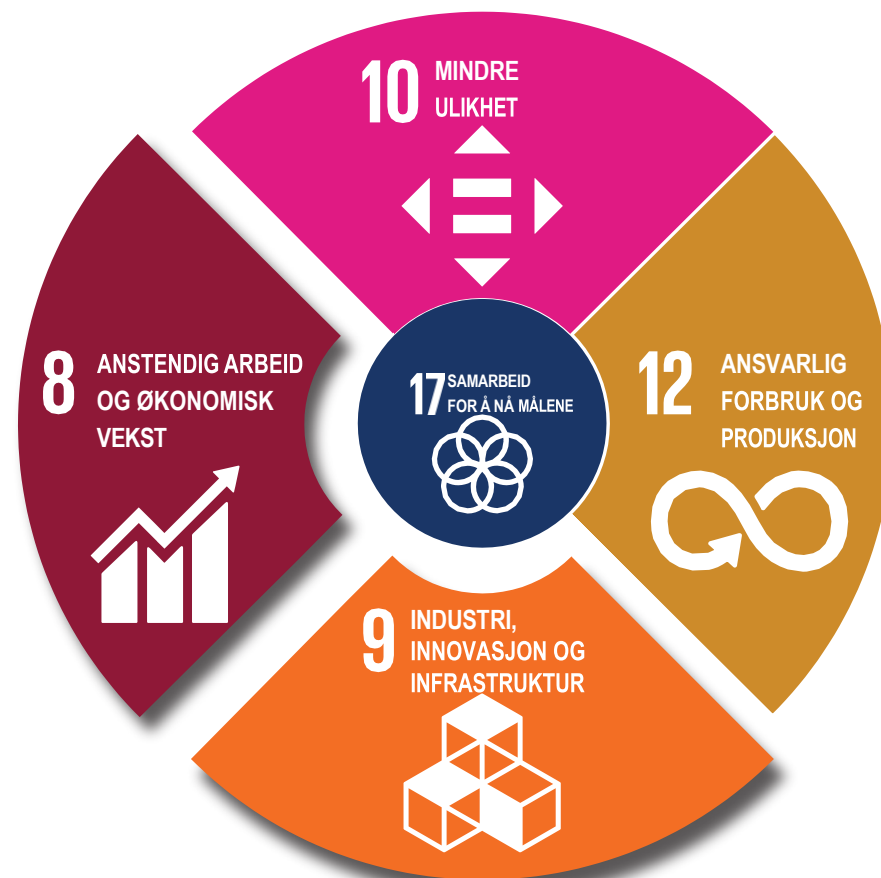 10 MINDRE
ULIKHET
8 ANSTENDIG ARBEID
OG ØKONOMISK
VEKST
17 SAMARBEID
FOR Å NÅ MÅLENE
12 ANSVARLIG
FORBRUK OG
PRODUKSJON
9 INDUSTRI,
INNOVASJON OG
INFRASTRUKTUR